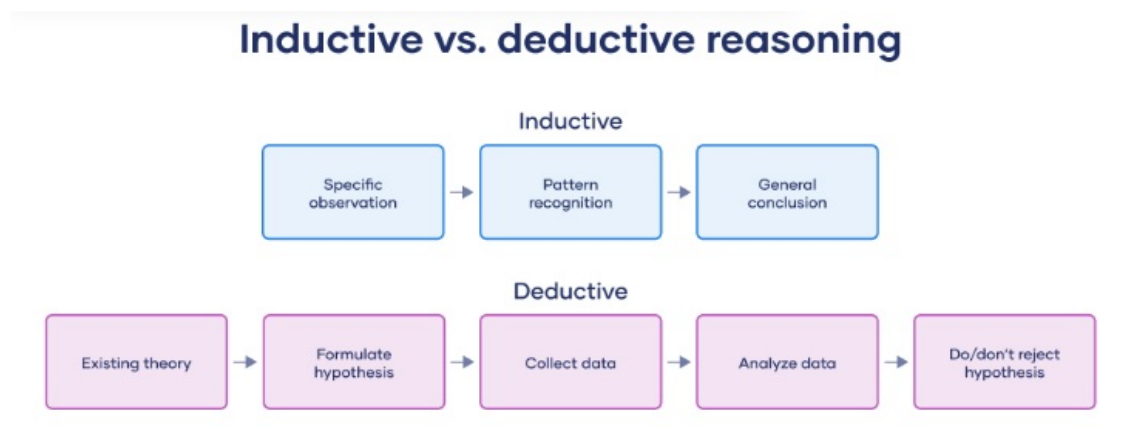 Inductive vs. deductive reasoning
Inductive
Specific
observation
Pattern
recognition
General
conclusion
Deductive
Existing theory
Formulate
hypothesis
Collect data
Analyze data
Do/don't reject
hypothesis